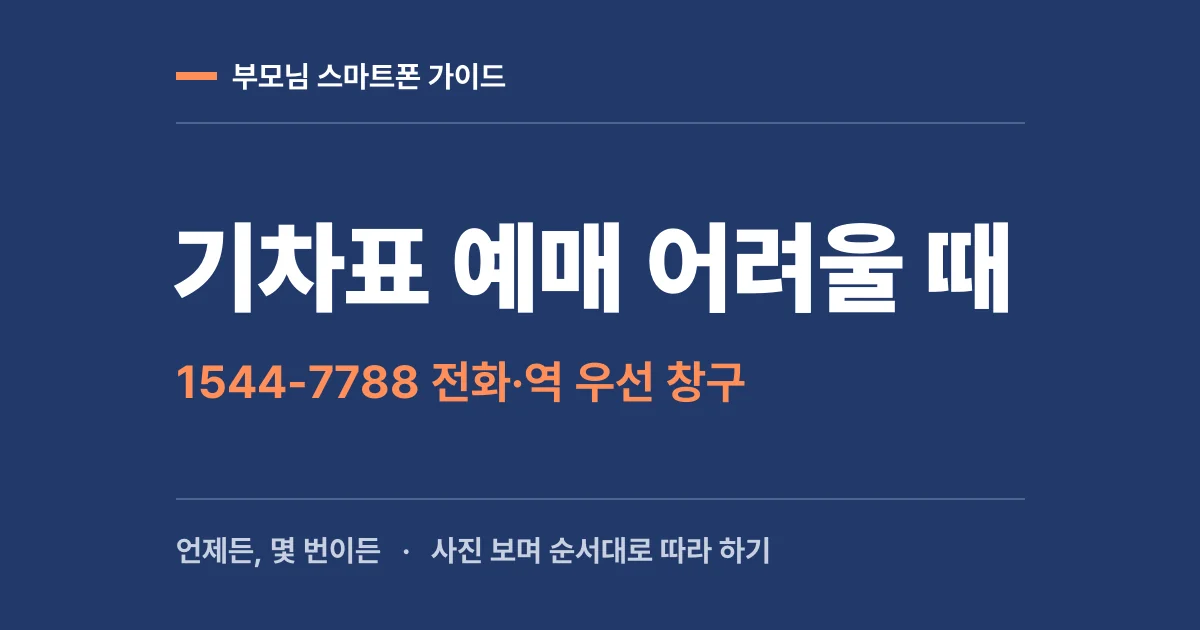 부모님 스마트폰 가이드
기차표 예매 어려울 때
1544-7788 전화·역 우선 창구
언제든, 몇 번이든 · 사진 보며 순서대로 따라 하기